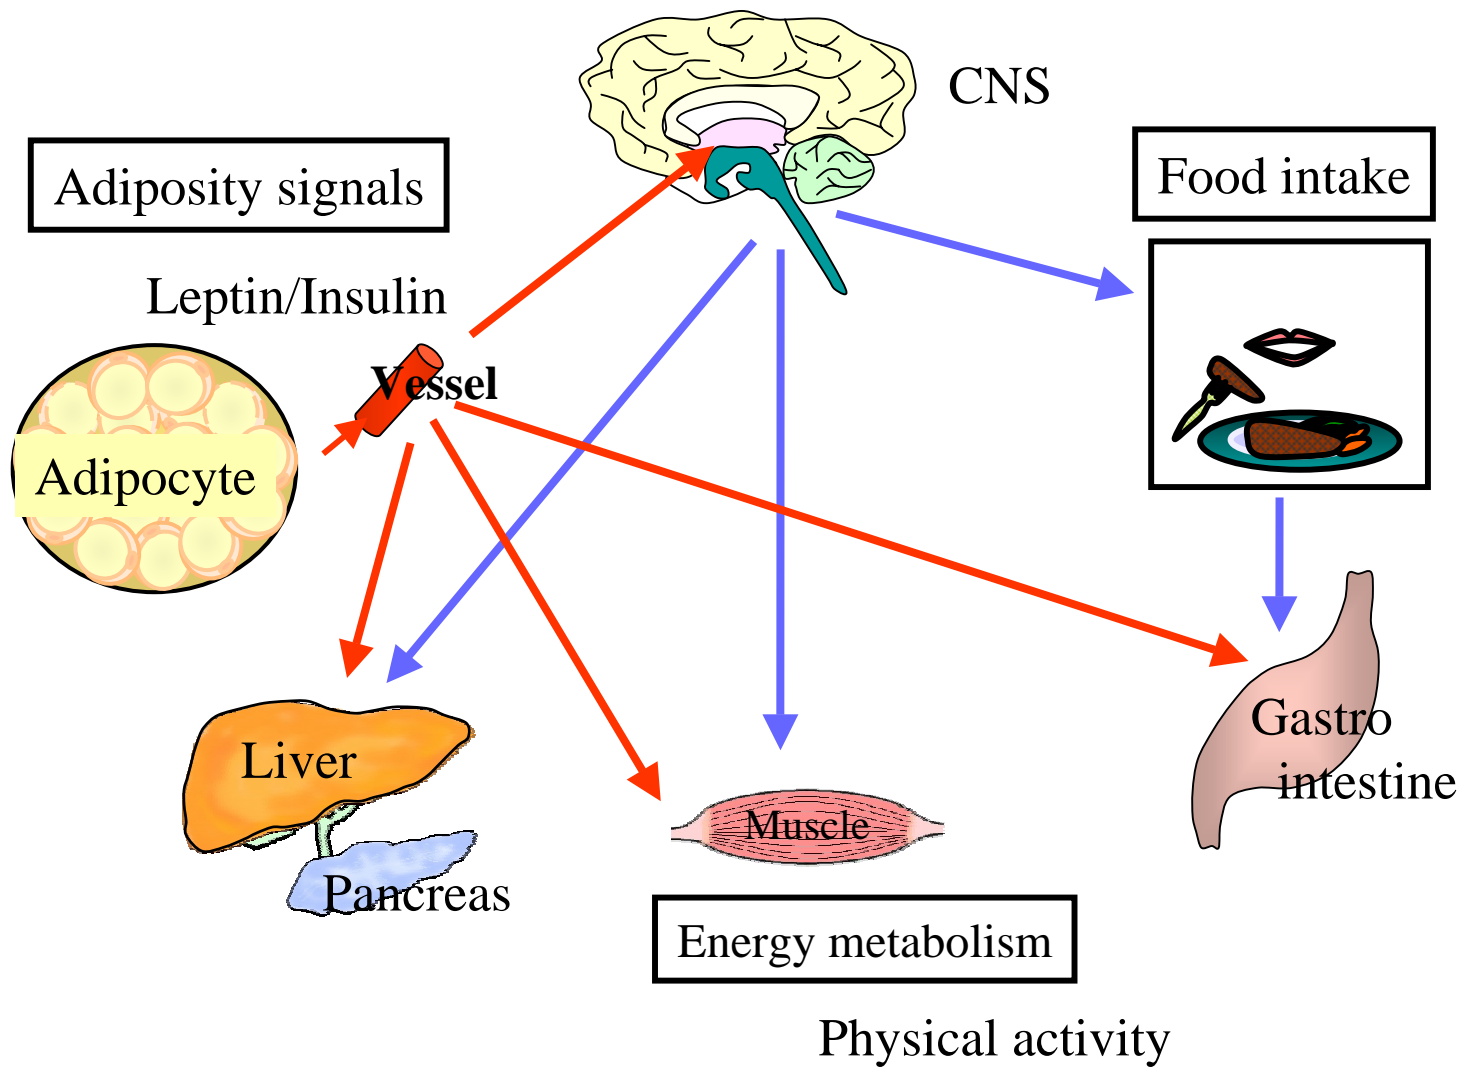 CNS
Adiposity signals
Food intake
Leptin/Insulin
Vessel
Adipocyte
Liver
Gastro
intestine
Muscle
Pancreas
Energy metabolism
Physical activity